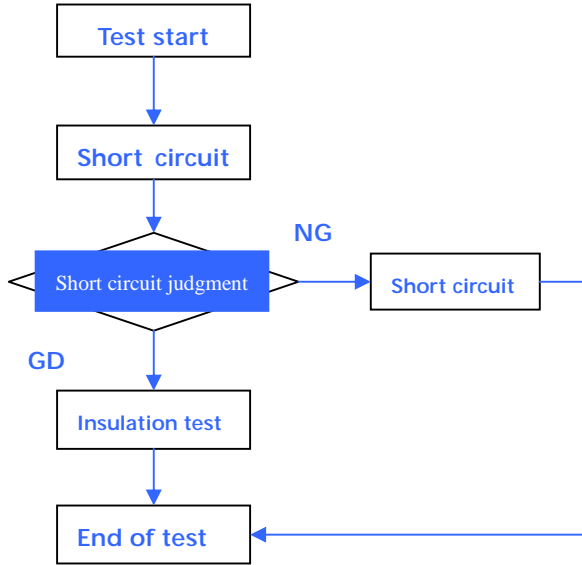 Test start
Short circuit
NG
Short circuit judgment
Short circuit
GD
Insulation test
End of test